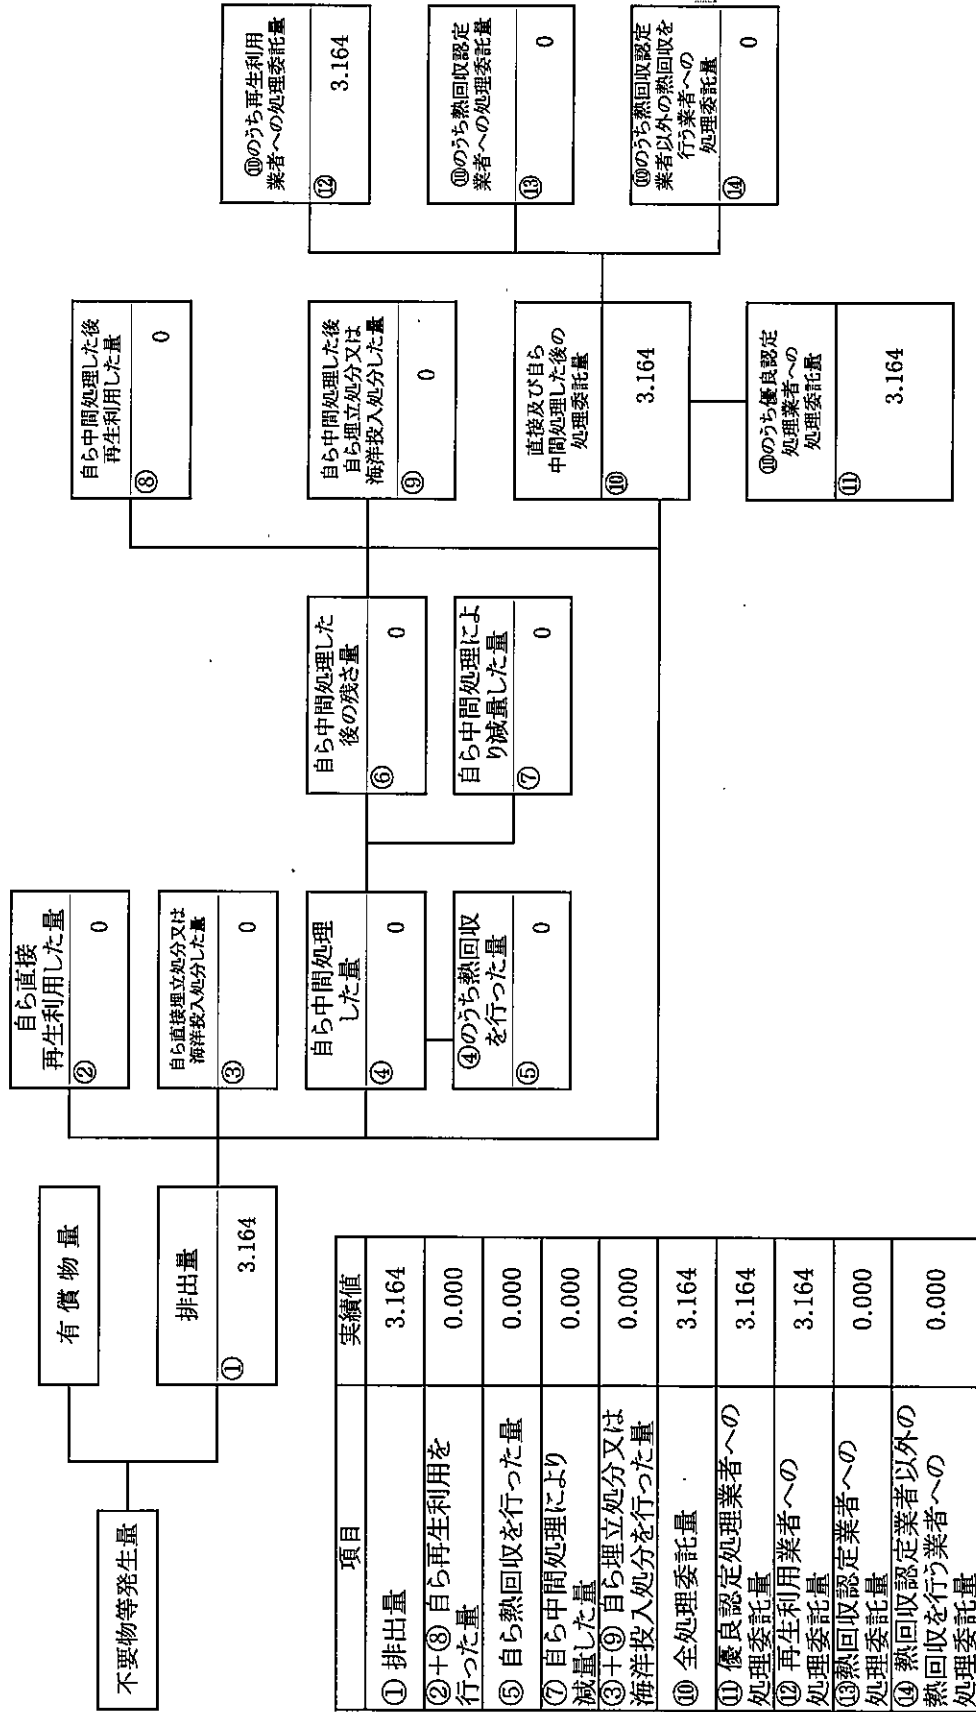 不要物等発生量
有償物量
排出量
① 3.164
自ら直接
再生利用した量
② 0
自ら直接埋立処分又は
海洋投入処分した量
③ 0
自ら中間処理
した量
④ 0
④のうち熱回収
を行った量
⑤ 0
自ら中間処理した
後の残さ量
⑥ 0
自ら中間処理によ
り減量した量
⑦ 0
自ら中間処理した後
再生利用した量
⑧ 0
自ら中間処理した後
自ら埋立処分又は
海洋投入処分した量
⑨ 0
直接及び自ら
中間処理した後の
処理委託量
⑩ 3.164
⑩のうち優良認定
処理業者への
処理委託量
⑪ 3.164
⑩のうち再生利用
業者への処理委託量
⑫ 3.164
⑩のうち熱回収認定
業者への処理委託量
⑬ 0
⑩のうち熱回収認定
業者以外の熱回収を
行う業者への
処理委託量
⑭ 0
項目 実績値
① 排出量 3.164
②+⑧ 自ら再生利用を
行った量 0.000
⑤ 自ら熱回収を行った量 0.000
⑦ 自ら中間処理により
減量した量 0.000
③+⑨ 自ら埋立処分又は
海洋投入処分を行った量 0.000
⑩ 全処理委託量 3.164
⑪ 優良認定処理業者への
処理委託量 3.164
⑫ 再生利用業者への
処理委託量 3.164
⑬熱回収認定業者への
処理委託量 0.000
⑭ 熱回収認定業者以外の
熱回収を行う業者への
処理委託量 0.000